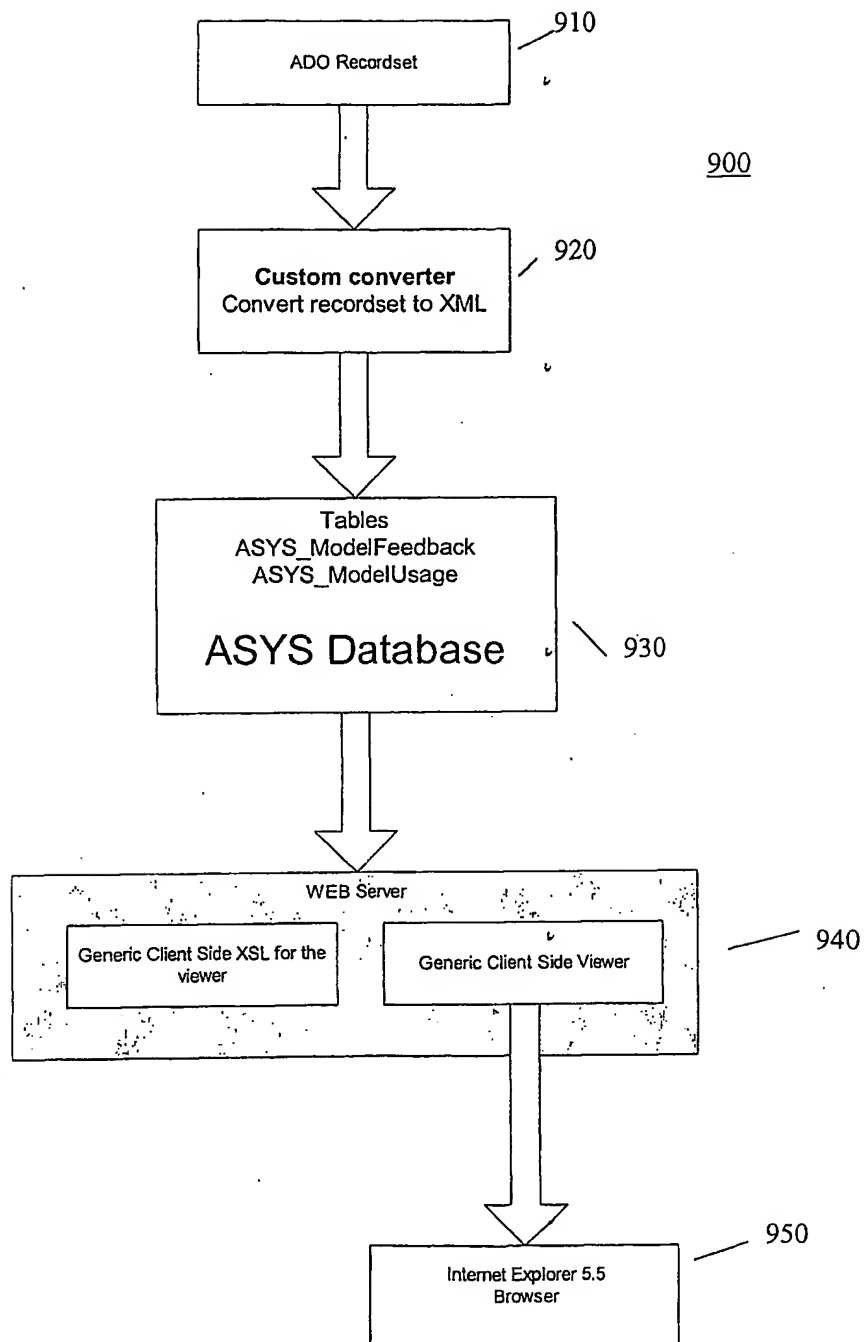 910
ADO Recordset
900
920
Custom converter
Convert recordset to XML
Tables
ASYS_ModelFeedback
ASYS_ModelUsage
ASYS Database
930
WEB Server
Generic Client Side XSL for the
viewer
Generic Client Side Viewer
940
950
Internet Explorer 5.5
Browser